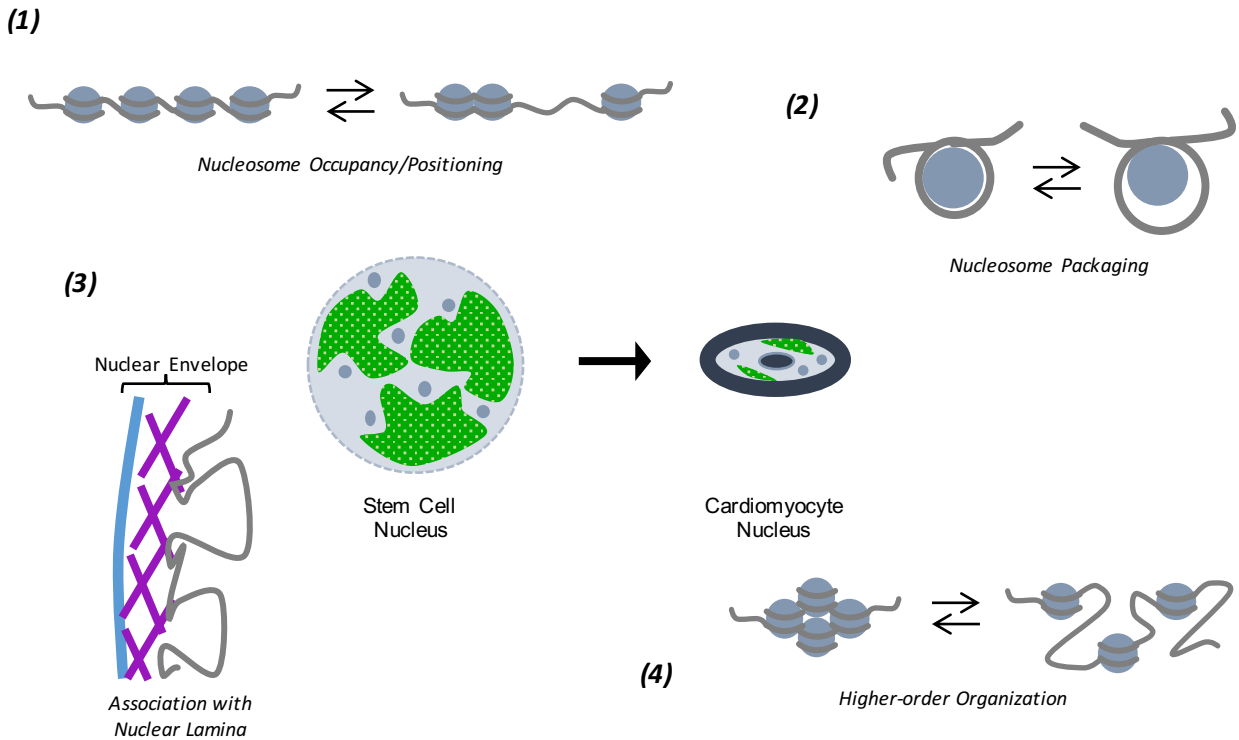 (1)
Nucleosome Occupancy/Positioning
(2)
Nucleosome Packaging
(3)
Nuclear Envelope
Association with
Nuclear Lamina
Stem Cell
Nucleus
Cardiomyocyte
Nucleus
(4)
Higher-order Organization